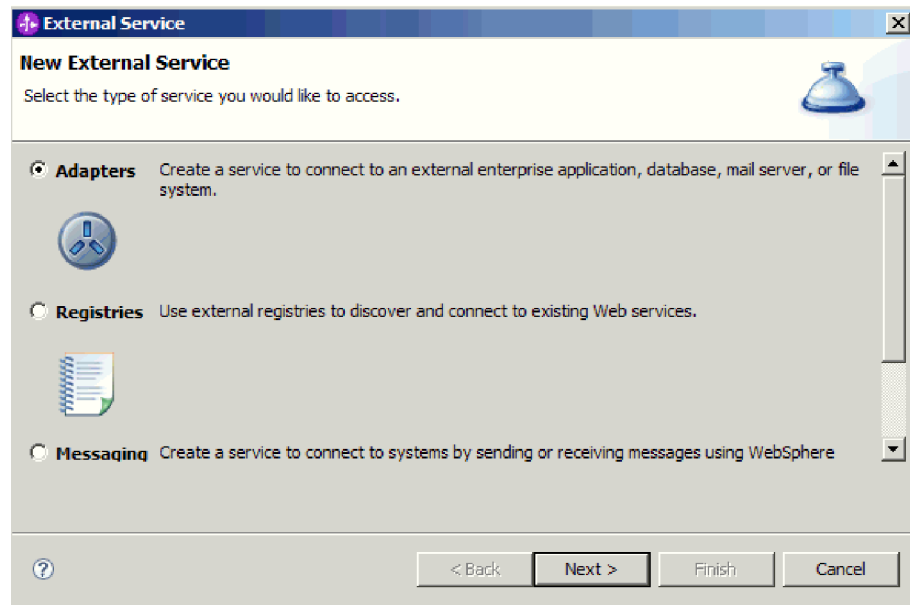 External Service
New External Service
Select the type of service you would like to access.
Adapters Create a service to connect to an external enterprise application, database, mail server, or file
system.
Registries Use external registries to discover and connect to existing Web services.
Messaging Create a service to connect to systems by sending or receiving messages using WebSphere
? < Back Next > Finish Cancel